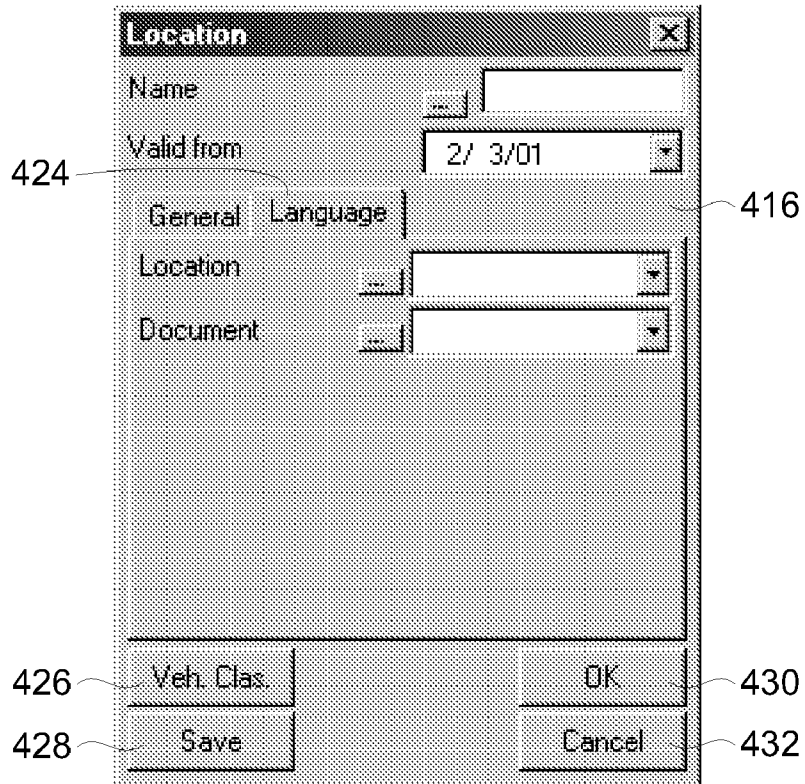 Location
Name ...
Valid from 2/ 3/01
424
General Language 416
Location ...
Document ...
426 Veh. Clas. OK 430
428 Save Cancel 432